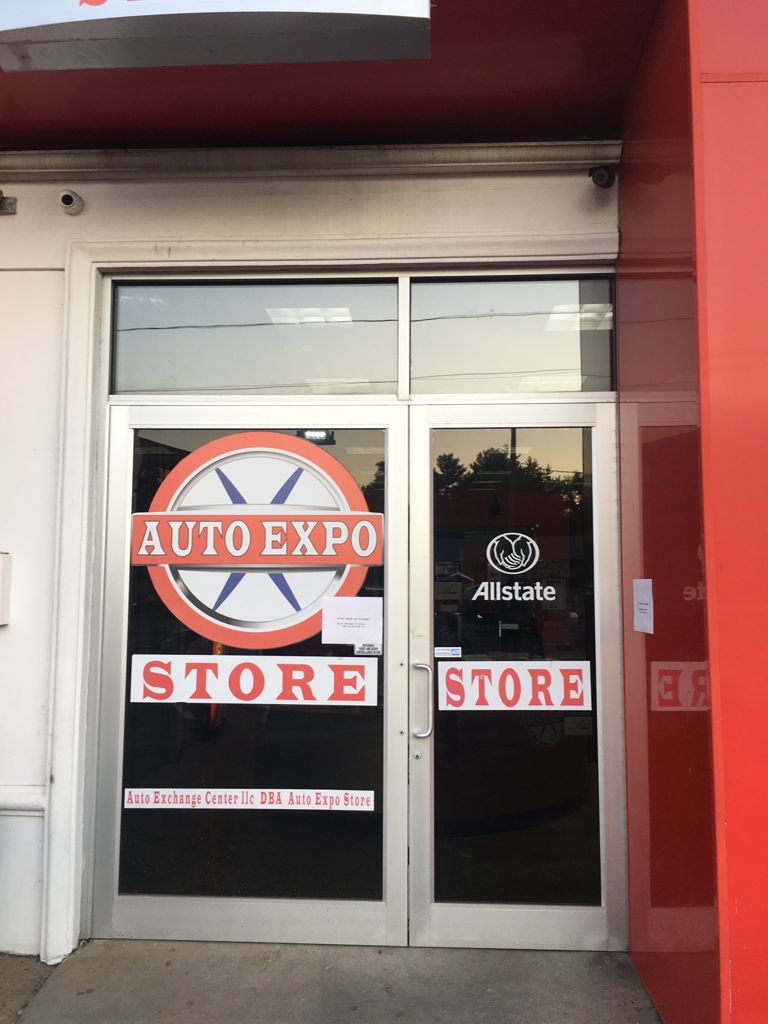 AUTO EXPO
STORE
Auto Exchange Center llc DBA Auto Expo Store
Allstate
STORE